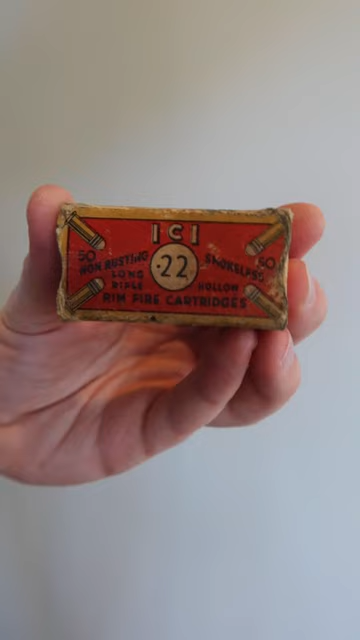 ICI
50 .22 50
NON RUSTING SMOKELESS
LONG
RIFLE HOLLOW
RIM FIRE CARTRIDGES